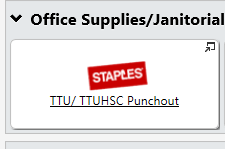 Office Supplies/Janitorial
STAPLES
TTU/ TTUHSC Punchout